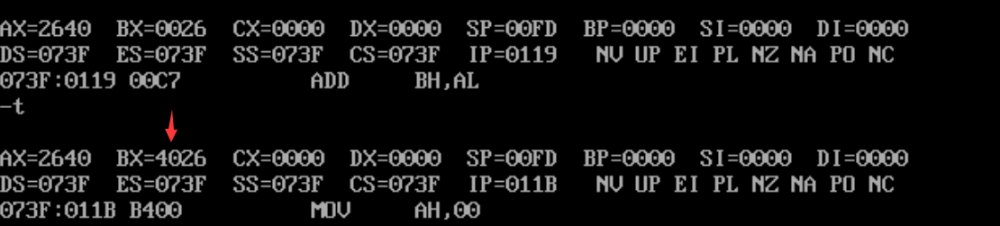 AX=2640 BX=0026 CX=0000 DX=0000 SP=00FD BP=0000 SI=0000 DI=0000
DS=073F ES=073F SS=073F CS=073F IP=0119 NV UP EI PL NZ NA PO NC
073F:0119 00C7 ADD BH,AL
-t
AX=2640 BX=4026 CX=0000 DX=0000 SP=00FD BP=0000 SI=0000 DI=0000
DS=073F ES=073F SS=073F CS=073F IP=011B NV UP EI PL NZ NA PO NC
073F:011B B400 MOV AH,00